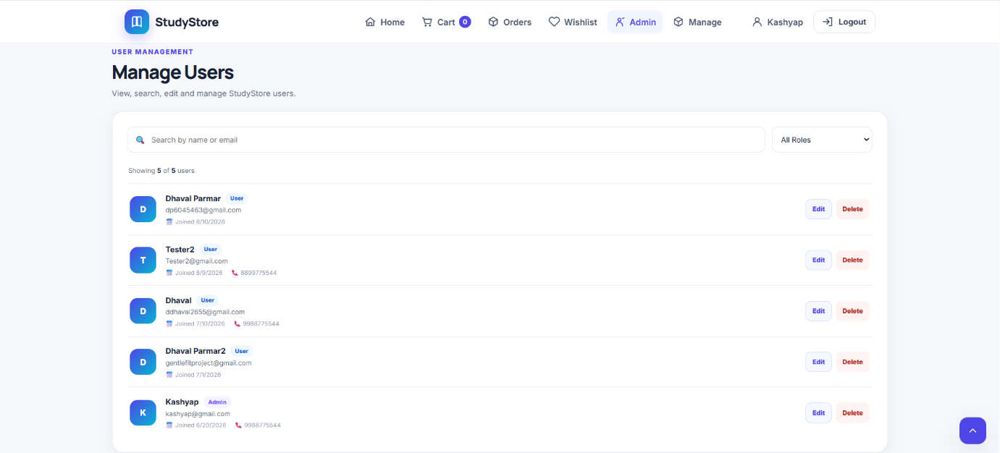 StudyStore Home Cart 0 Orders Wishlist Admin Manage Kashyap Logout
USER MANAGEMENT
Manage Users
View, search, edit and manage StudyStore users.
Search by name or email All Roles
Showing 5 of 5 users
D Dhaval Parmar User
dp6045463@gmail.com Edit Delete
Joined 8/10/2026
T Tester2 User
Tester2@gmail.com Edit Delete
Joined 8/9/2026 8899775544
D Dhaval User
ddhaval2655@gmail.com Edit Delete
Joined 7/10/2026 9988775544
D Dhaval Parmar2 User
gentlefitproject@gmail.com Edit Delete
Joined 7/1/2026
K Kashyap Admin
kashyap@gmail.com Edit Delete
Joined 6/20/2026 9988775544